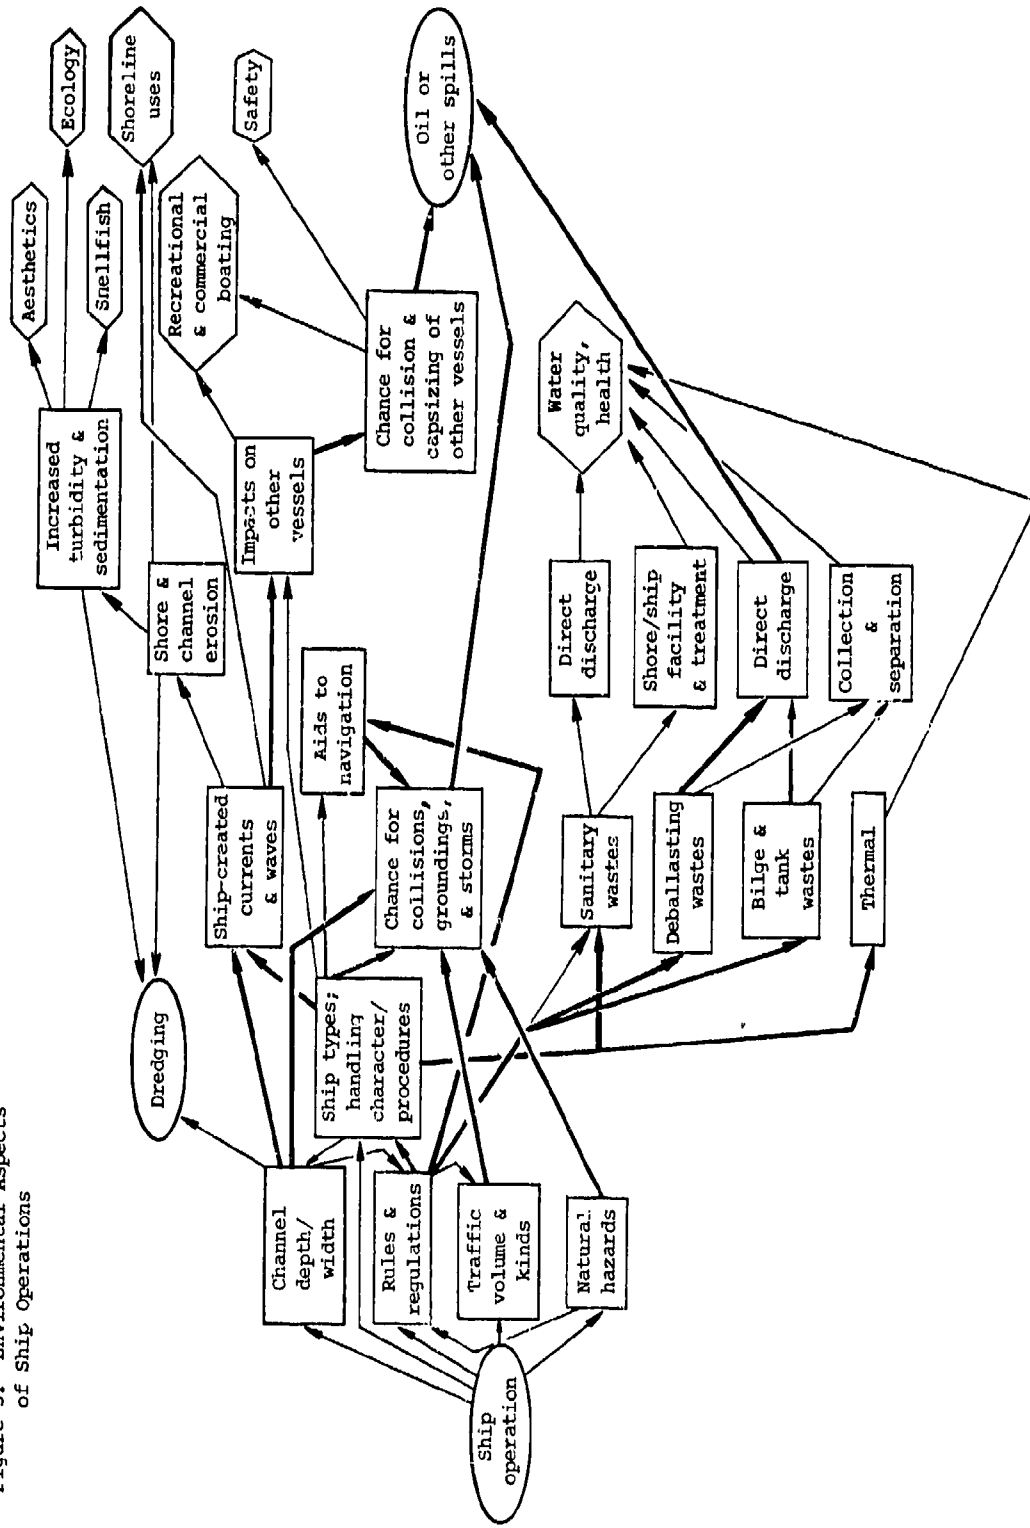 Figure 3. Environmental Aspects
of Ship Operations
Ship
operation
Channel
depth/
width
Rules &
regulations
Traffic
volume &
kinds
Natural
hazards
Dredging
Ship types;
handling
character/
procedures
Ship-created
currents
& waves
Chance for
collisions,
groundings,
& storms
Aids to
navigation
Sanitary
wastes
Deballasting
wastes
Bilge &
tank
wastes
Thermal
Increased
turbidity &
sedimentation
Shore &
channel
erosion
Impacts on
other
vessels
Chance for
collision &
capsizing of
other vessels
Direct
discharge
Shore/ship
facility
& treatment
Direct
discharge
Collection
&
separation
Aesthetics
Ecology
Snellfish
Shoreline
uses
Recreational
& commercial
boating
Safety
Oil or
other spills
Water
quality,
health